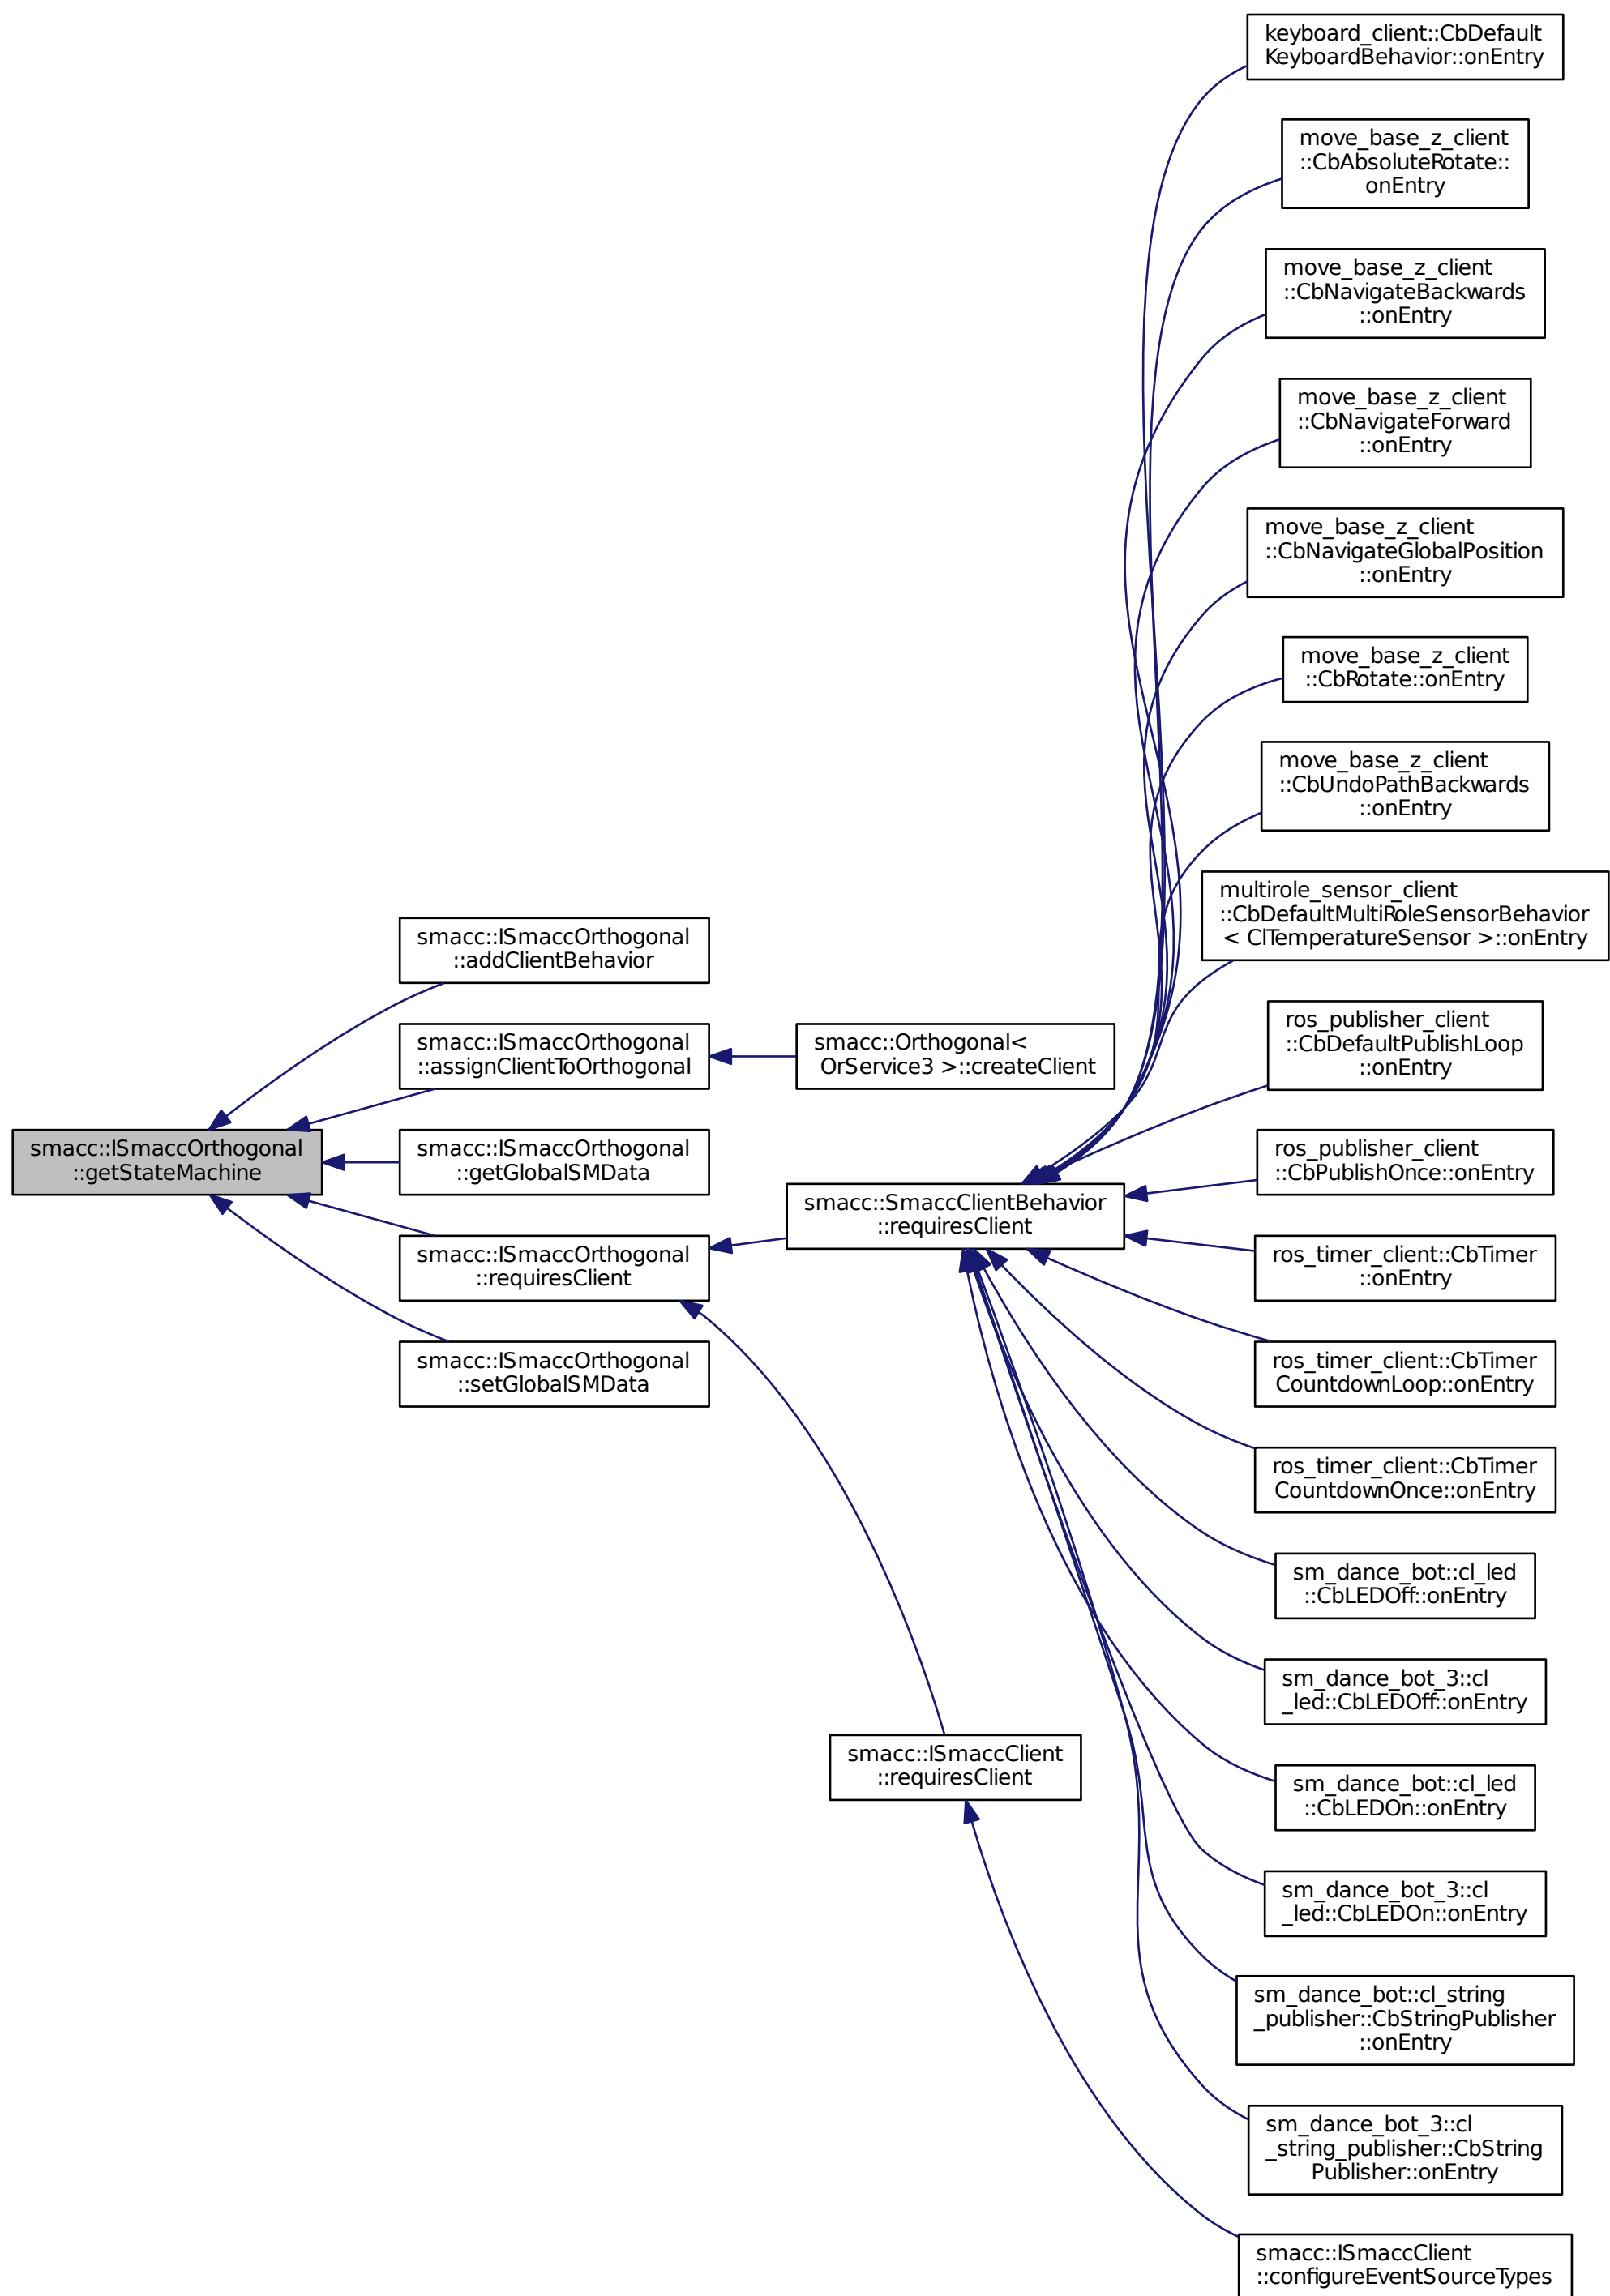 keyboard_client::CbDefault
KeyboardBehavior::onEntry
move_base_z_client
::CbAbsoluteRotate::
onEntry
move_base_z_client
::CbNavigateBackwards
::onEntry
move_base_z_client
::CbNavigateForward
::onEntry
move_base_z_client
::CbNavigateGlobalPosition
::onEntry
move_base_z_client
::CbRotate::onEntry
move_base_z_client
::CbUndoPathBackwards
::onEntry
multirole_sensor_client
::CbDefaultMultiRoleSensorBehavior
< ClTemperatureSensor >::onEntry
smacc::ISmaccOrthogonal
::addClientBehavior
smacc::ISmaccOrthogonal
::assignClientToOrthogonal
smacc::Orthogonal<
OrService3 >::createClient
ros_publisher_client
::CbDefaultPublishLoop
::onEntry
smacc::ISmaccOrthogonal
::getStateMachine
smacc::ISmaccOrthogonal
::getGlobalSMData
ros_publisher_client
::CbPublishOnce::onEntry
smacc::SmaccClientBehavior
::requiresClient
smacc::ISmaccOrthogonal
::requiresClient
ros_timer_client::CbTimer
::onEntry
smacc::ISmaccOrthogonal
::setGlobalSMData
ros_timer_client::CbTimer
CountdownLoop::onEntry
ros_timer_client::CbTimer
CountdownOnce::onEntry
sm_dance_bot::cl_led
::CbLEDOff::onEntry
sm_dance_bot_3::cl
_led::CbLEDOff::onEntry
smacc::ISmaccClient
::requiresClient
sm_dance_bot::cl_led
::CbLEDOn::onEntry
sm_dance_bot_3::cl
_led::CbLEDOn::onEntry
sm_dance_bot::cl_string
_publisher::CbStringPublisher
::onEntry
sm_dance_bot_3::cl
_string_publisher::CbString
Publisher::onEntry
smacc::ISmaccClient
::configureEventSourceTypes